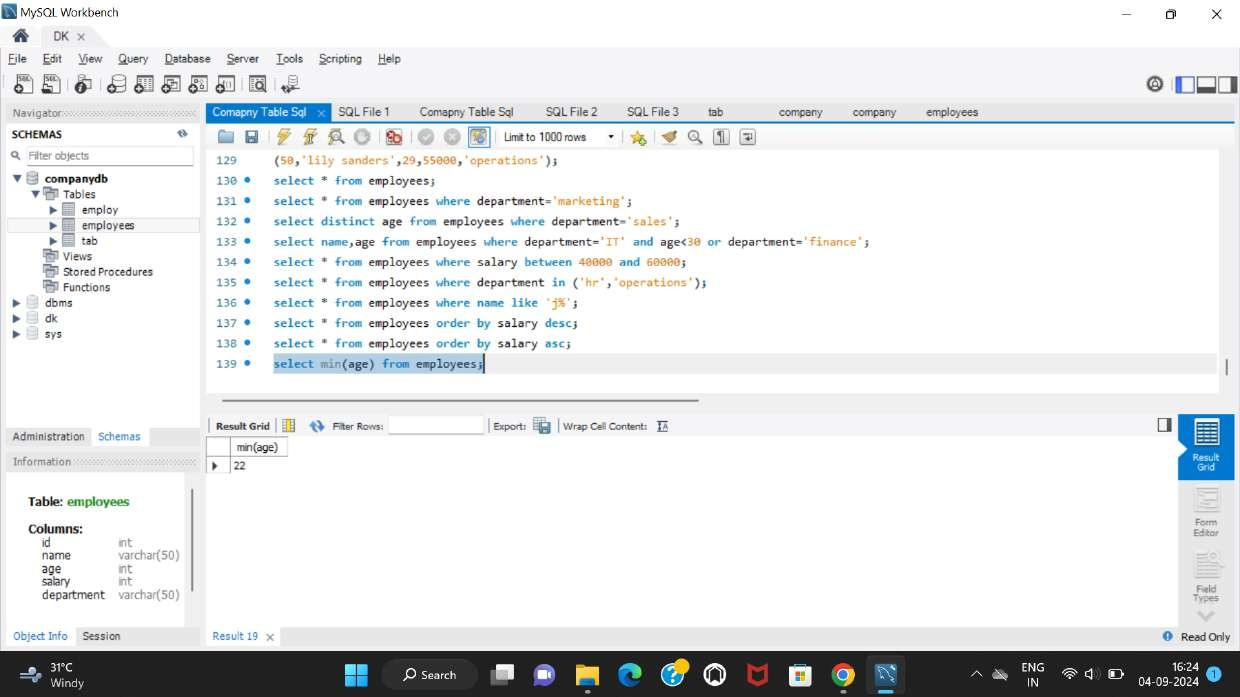 MySQL Workbench
DK
File Edit View Query Database Server Tools Scripting Help
Navigator
SCHEMAS
Filter objects
companydb
Tables
employ
employees
tab
Views
Stored Procedures
Functions
dbms
dk
sys
Administration Schemas
Information
Table: employees
Columns:
id int
name varchar(50)
age int
salary int
department varchar(50)
Object Info Session
Comapny Table Sql SQL File 1 Comapny Table Sql SQL File 2 SQL File 3 tab company company employees
Limit to 1000 rows
129 (50,'lily sanders',29,55000,'operations');
130 select * from employees;
131 select * from employees where department='marketing';
132 select distinct age from employees where department='sales';
133 select name,age from employees where department='IT' and age<30 or department='finance';
134 select * from employees where salary between 40000 and 60000;
135 select * from employees where department in ('hr','operations');
136 select * from employees where name like 'j%';
137 select * from employees order by salary desc;
138 select * from employees order by salary asc;
139 select min(age) from employees;
Result Grid Filter Rows: Export: Wrap Cell Content: IA
min(age)
22
Result Grid
Form Editor
Field Types
Result 19
Read Only
31°C
Windy
Search
ENG
IN
16:24
04-09-2024
1